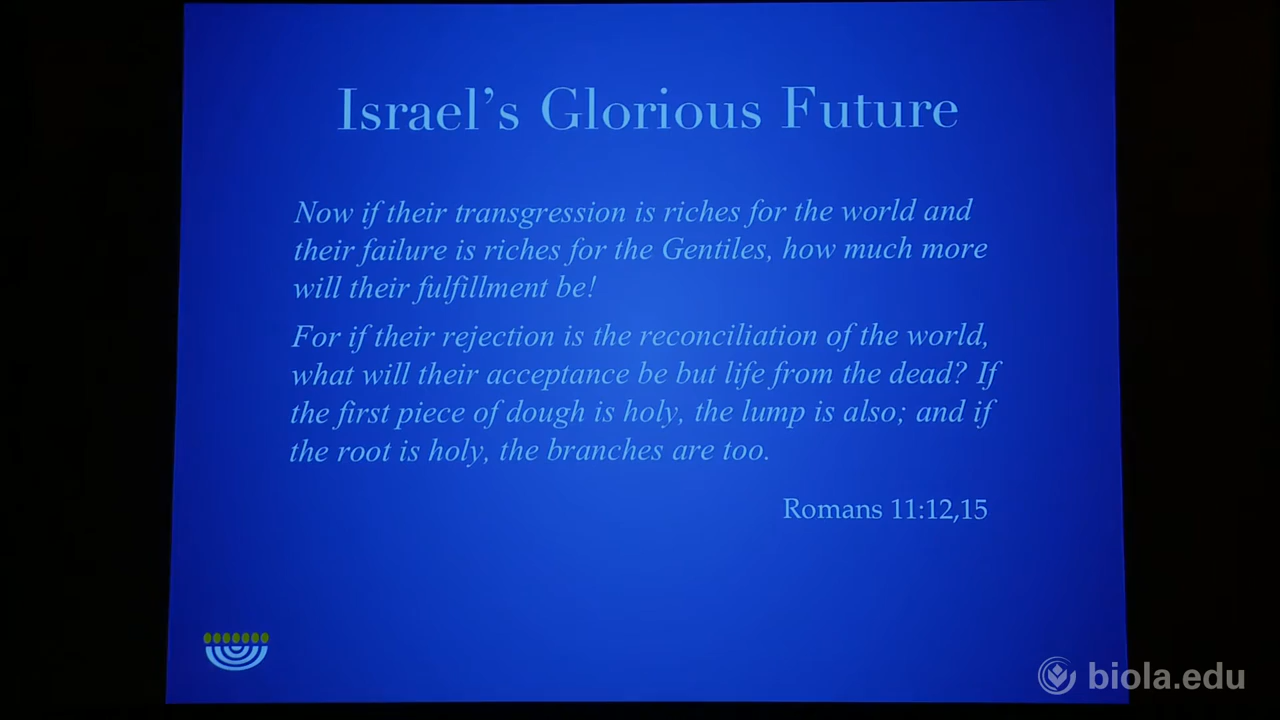 Israel’s Glorious Future
Now if their transgression is riches for the world and
their failure is riches for the Gentiles, how much more
will their fulfillment be!
For if their rejection is the reconciliation of the world,
what will their acceptance be but life from the dead? If
the first piece of dough is holy, the lump is also; and if
the root is holy, the branches are too.
Romans 11:12,15
biola.edu